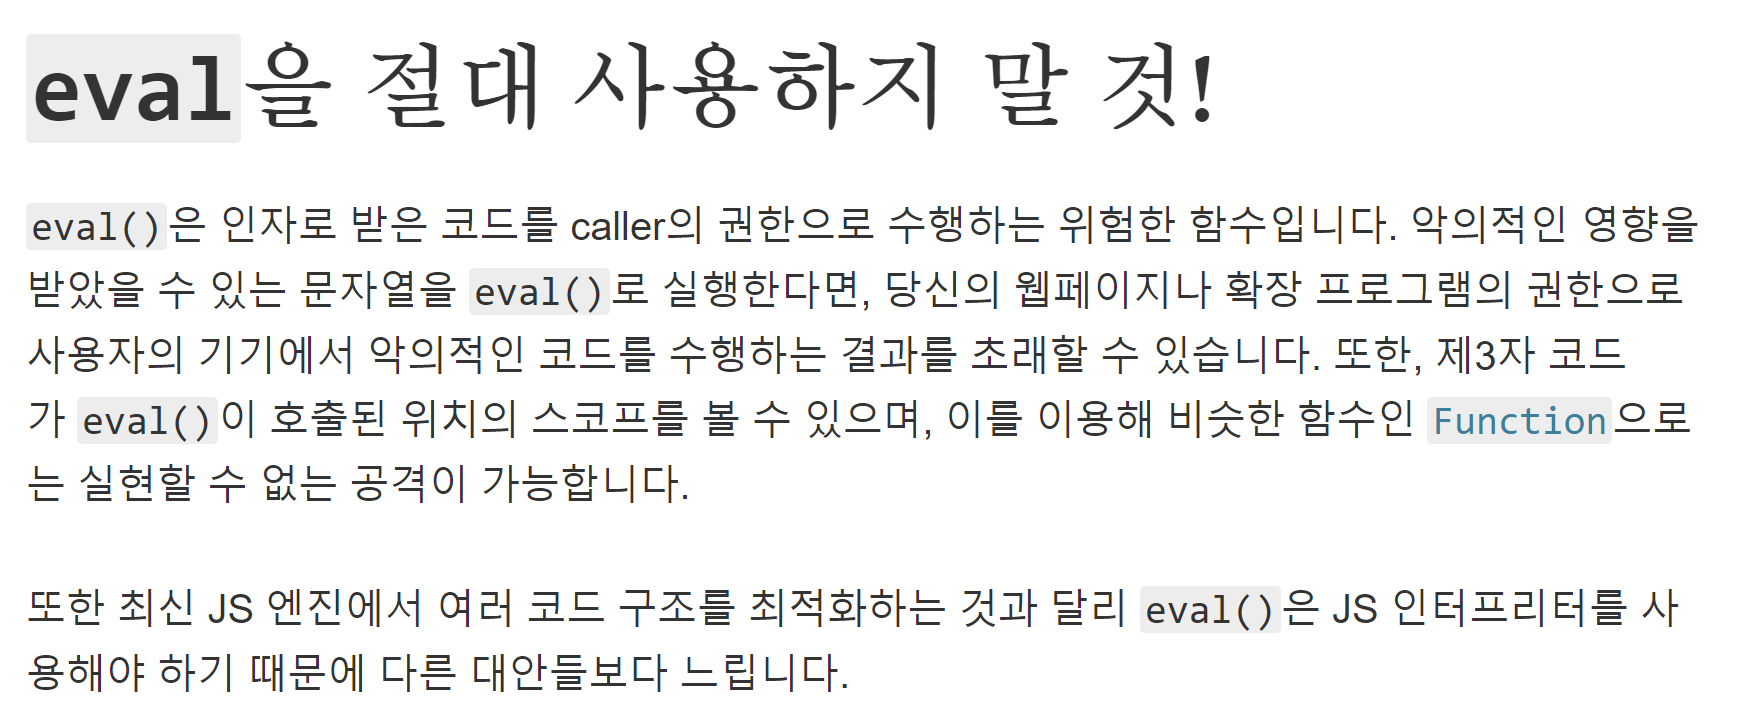 eval을 절대 사용하지 말 것!
eval()은 인자로 받은 코드를 caller의 권한으로 수행하는 위험한 함수입니다. 악의적인 영향을
받았을 수 있는 문자열을 eval()로 실행한다면, 당신의 웹페이지나 확장 프로그램의 권한으로
사용자의 기기에서 악의적인 코드를 수행하는 결과를 초래할 수 있습니다. 또한, 제3자 코드
가 eval()이 호출된 위치의 스코프를 볼 수 있으며, 이를 이용해 비슷한 함수인 Function으로
는 실현할 수 없는 공격이 가능합니다.
또한 최신 JS 엔진에서 여러 코드 구조를 최적화하는 것과 달리 eval()은 JS 인터프리터를 사
용해야 하기 때문에 다른 대안들보다 느립니다.